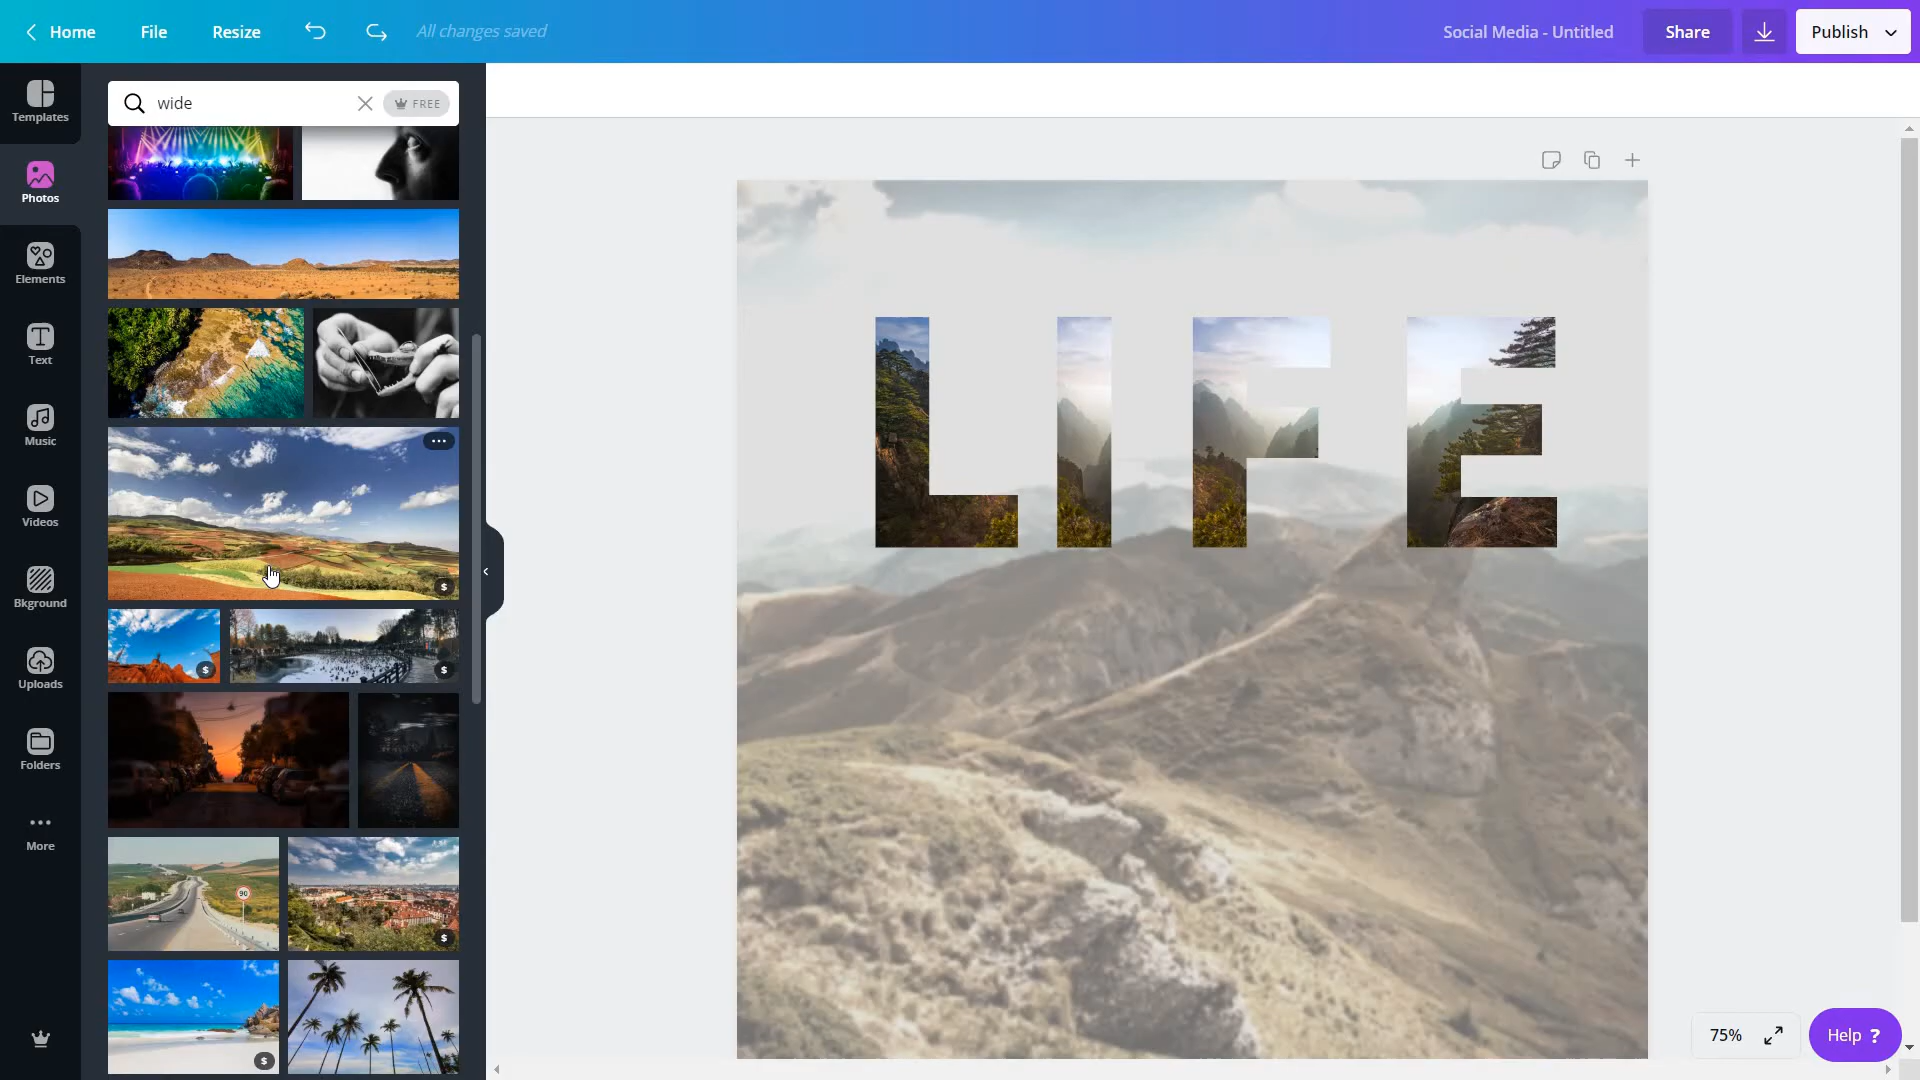 Home File Resize All changes saved Social Media - Untitled Share Publish
Templates
Photos
Elements
Text
Music
Videos
Bkground
Uploads
Folders
More
wide FREE
$
$
$
90
$
$
LIFE
75% Help ?